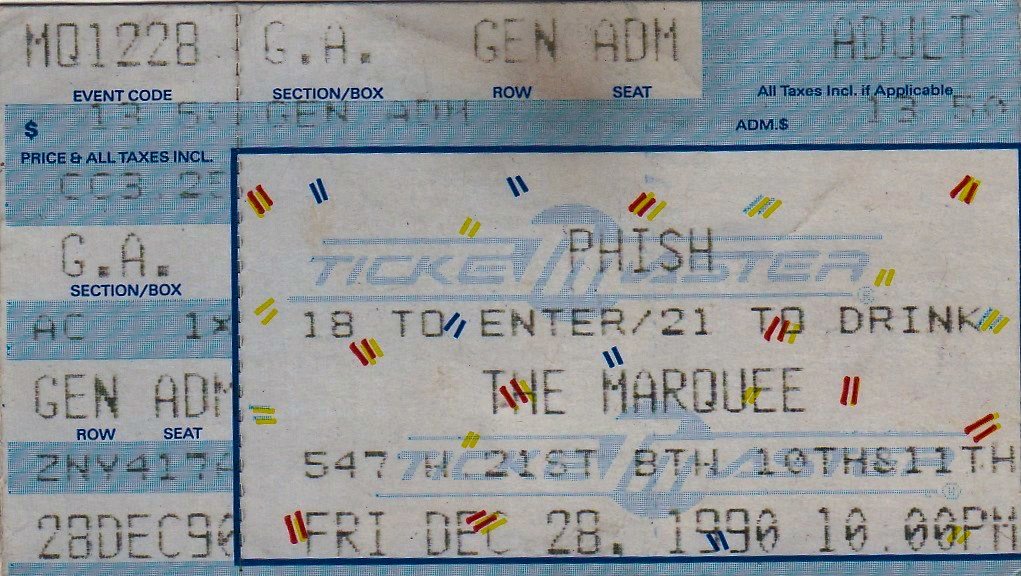 MQ1228 G.A. GEN ADM ADULT
EVENT CODE SECTION/BOX ROW SEAT All Taxes Incl. if Applicable
$ 13.50 GEN ADM ADM.$ 13.50
PRICE & ALL TAXES INCL.
CC3.25
TICKETMASTER
PHISH
G.A.
SECTION/BOX
AC 1* 18 TO ENTER/21 TO DRINK
GEN ADM THE MARQUEE
ROW SEAT
TICKETMASTER
ZNY417 547 W 21ST BTH 10TH&11TH
28DEC90 FRI DEC 28, 1990 10.00PM